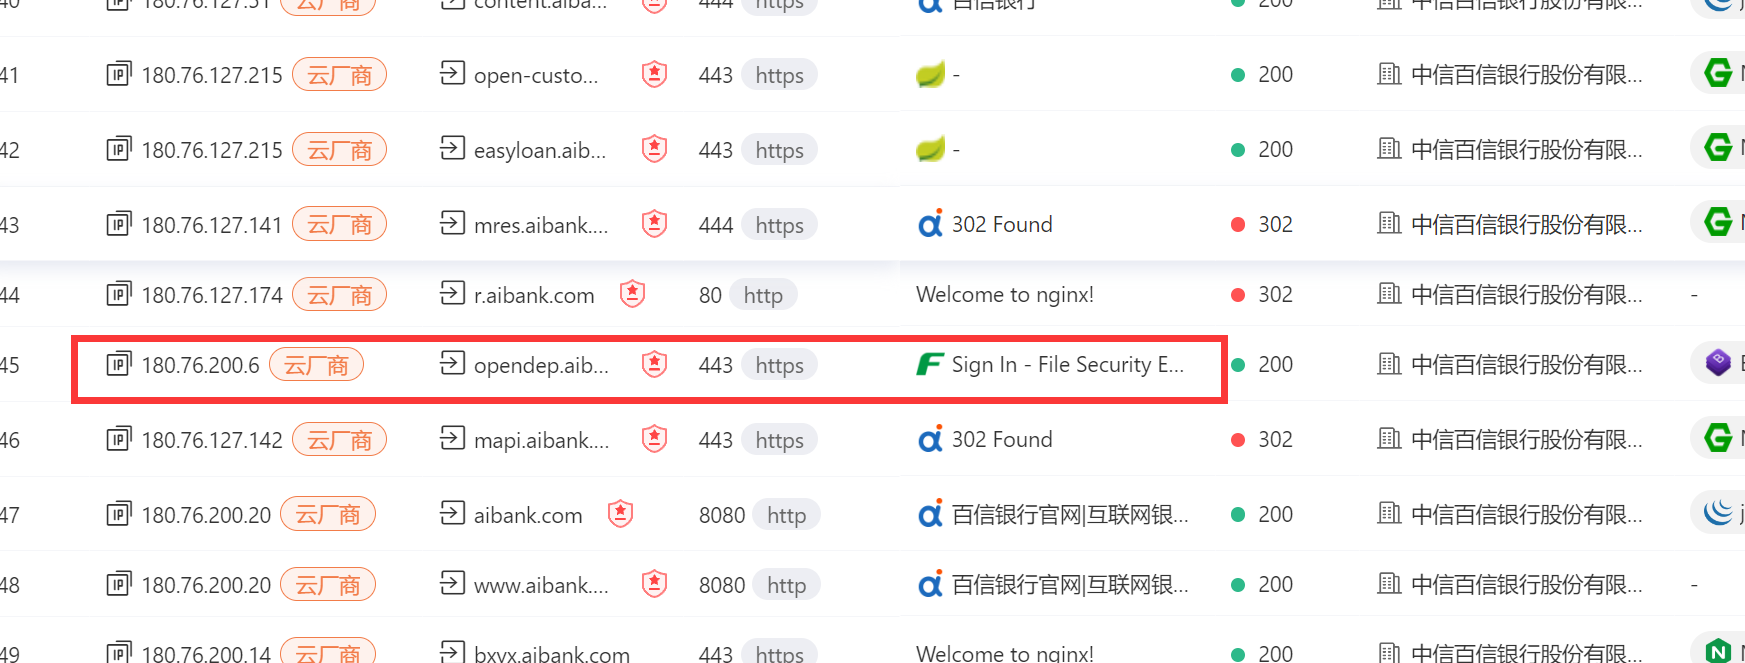 40 180.76.127.51 云厂商 content.aiba... 444 https 百信银行 200
41 180.76.127.215 云厂商 open-custo... 443 https - 200 中信百信银行股份有限... N
42 180.76.127.215 云厂商 easyloan.aib... 443 https - 200 中信百信银行股份有限... N
43 180.76.127.141 云厂商 mres.aibank.... 444 https 302 Found 302 中信百信银行股份有限... N
44 180.76.127.174 云厂商 r.aibank.com 80 http Welcome to nginx! 302 中信百信银行股份有限... -
45 180.76.200.6 云厂商 opendep.aib... 443 https Sign In - File Security E... 200 中信百信银行股份有限...
46 180.76.127.142 云厂商 mapi.aibank.... 443 https 302 Found 302 中信百信银行股份有限... N
47 180.76.200.20 云厂商 aibank.com 8080 http 百信银行官网|互联网银... 200 中信百信银行股份有限... j
48 180.76.200.20 云厂商 www.aibank.... 8080 http 百信银行官网|互联网银... 200 中信百信银行股份有限... -
49 180.76.200.14 云厂商 bxvx.aibank.com 443 https Welcome to nginx! 200 中信百信银行股份有限...